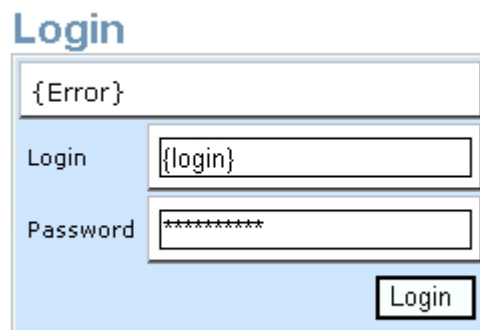 Login
{Error}
Login {login}
Password **********
Login